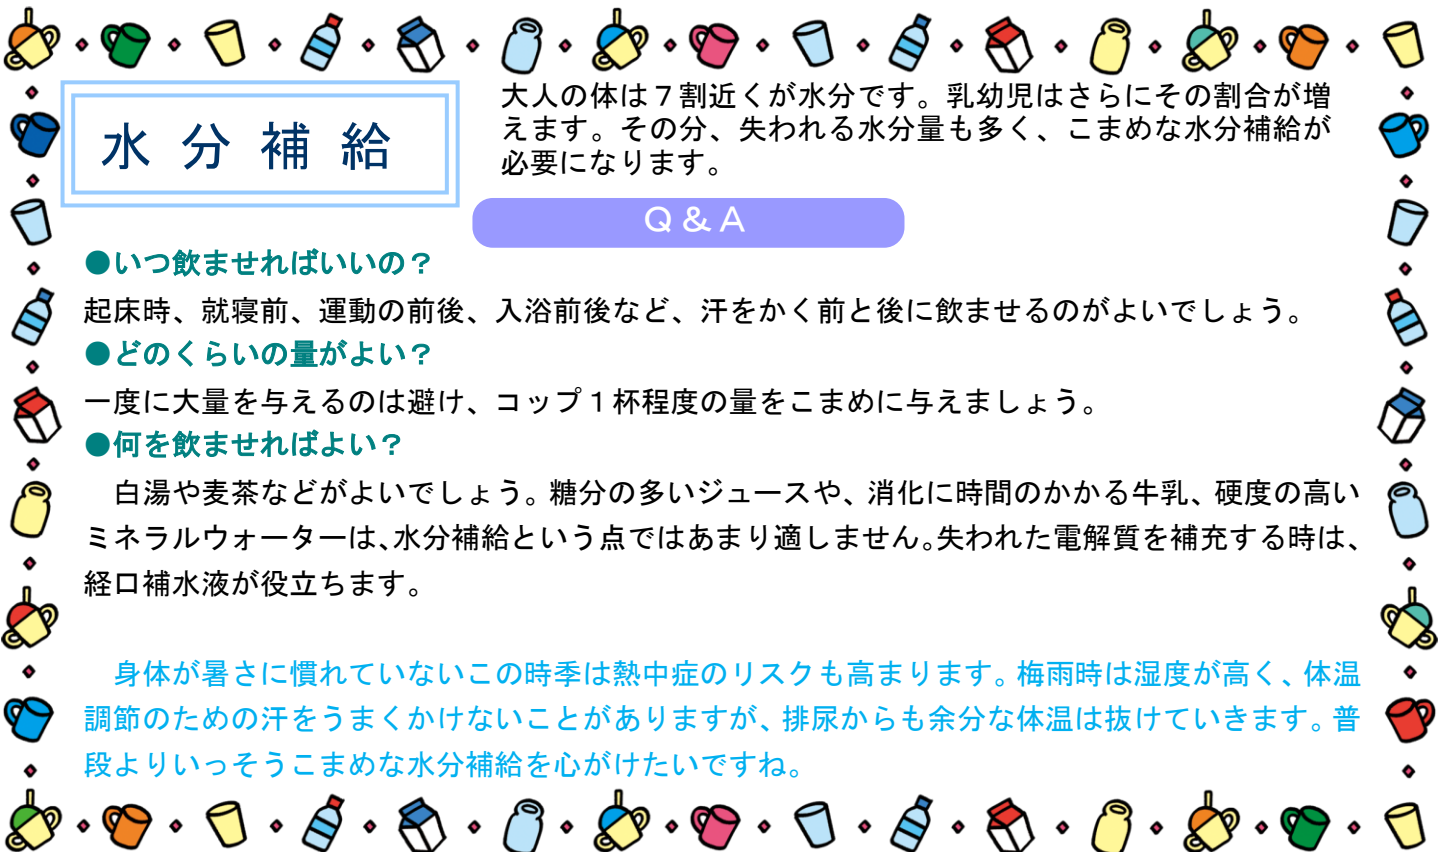 水分補給
大人の体は７割近くが水分です。乳幼児はさらにその割合が増
えます。その分、失われる水分量も多く、こまめな水分補給が
必要になります。
Ｑ＆Ａ
●いつ飲ませればいいの？
起床時、就寝前、運動の前後、入浴前後など、汗をかく前と後に飲ませるのがよいでしょう。
●どのくらいの量がよい？
一度に大量を与えるのは避け、コップ１杯程度の量をこまめに与えましょう。
●何を飲ませればよい？
白湯や麦茶などがよいでしょう。糖分の多いジュースや、消化に時間のかかる牛乳、硬度の高い
ミネラルウォーターは、水分補給という点ではあまり適しません。失われた電解質を補充する時は、
経口補水液が役立ちます。
身体が暑さに慣れていないこの時季は熱中症のリスクも高まります。梅雨時は湿度が高く、体温
調節のための汗をうまくかけないことがありますが、排尿からも余分な体温は抜けていきます。普
段よりいっそうこまめな水分補給を心がけたいですね。